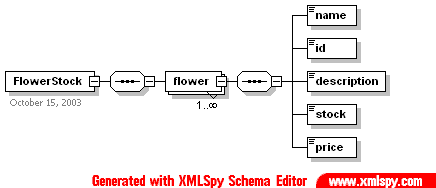 name
id
FlowerStock
flower
description
October 15, 2003
1..∞
stock
price
Generated with XMLSpy Schema Editor www.xmlspy.com